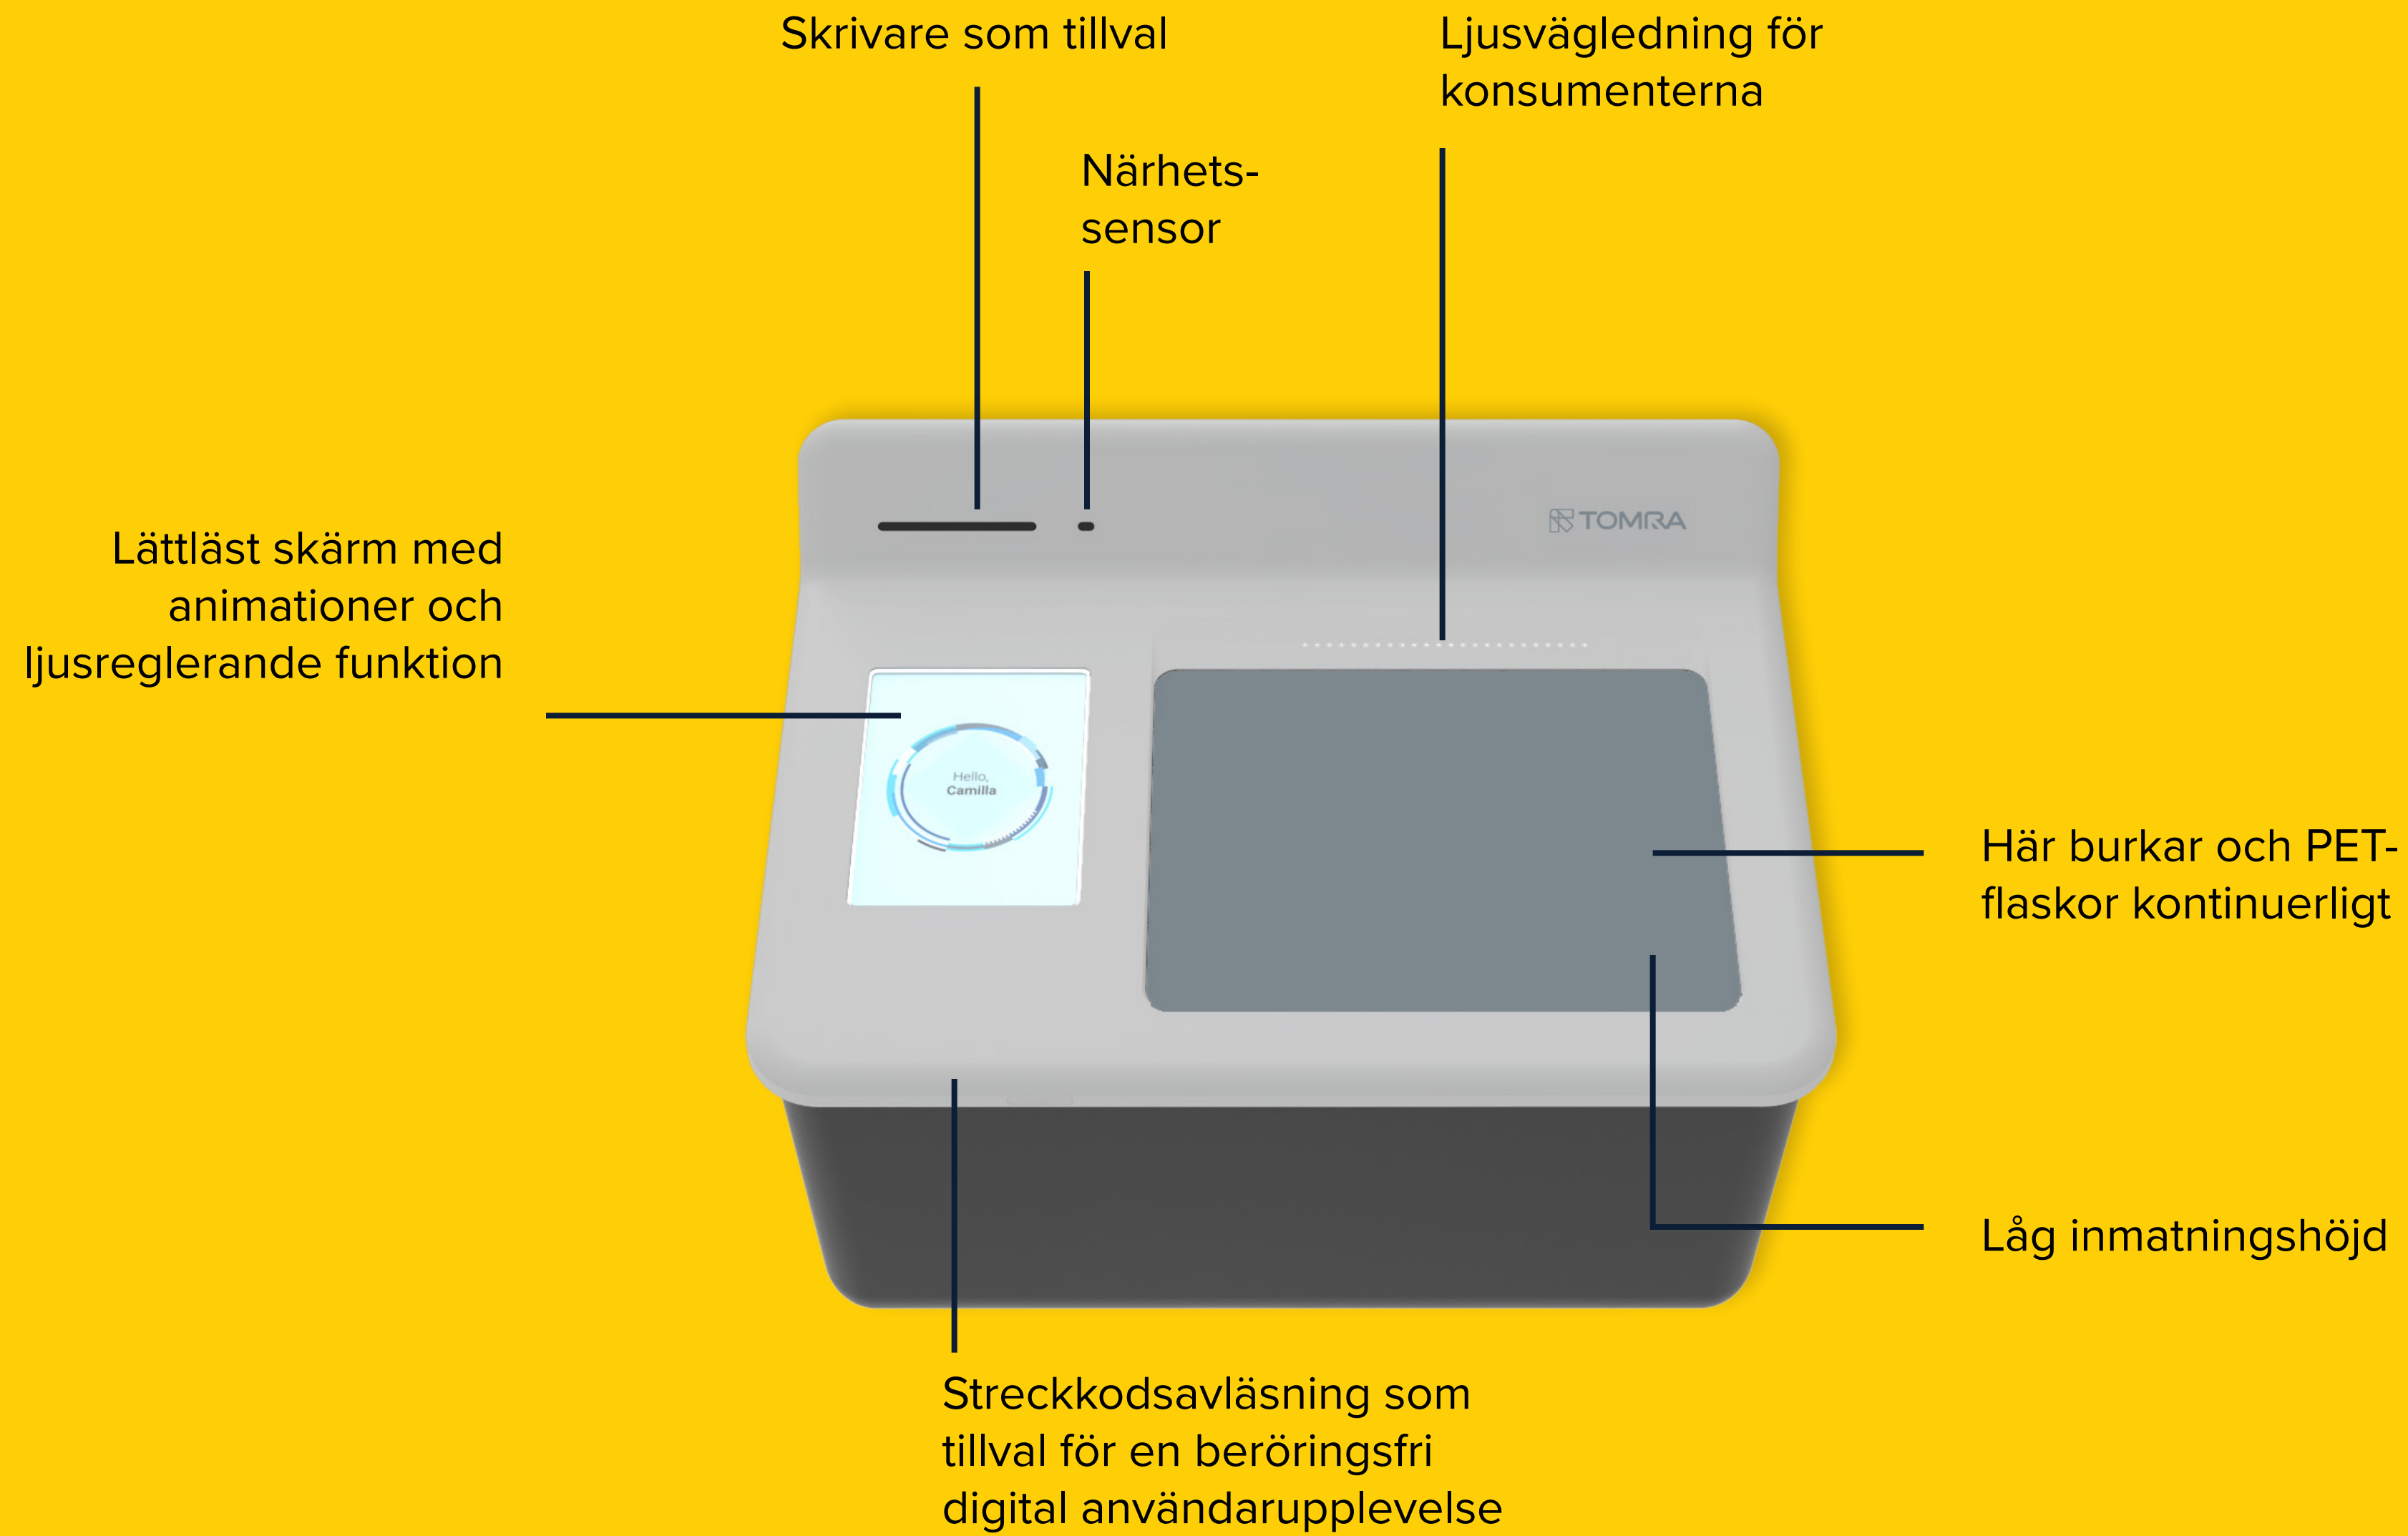 Skrivare som tillval
Ljusvägledning för
konsumenterna
Närhets-
sensor
TOMRA
Lättläst skärm med
animationer och
ljusreglerande funktion
Hello,
Camilla
Här burkar och PET-
flaskor kontinuerligt
Låg inmatningshöjd
Streckkodsavläsning som
tillval för en beröringsfri
digital användarupplevelse